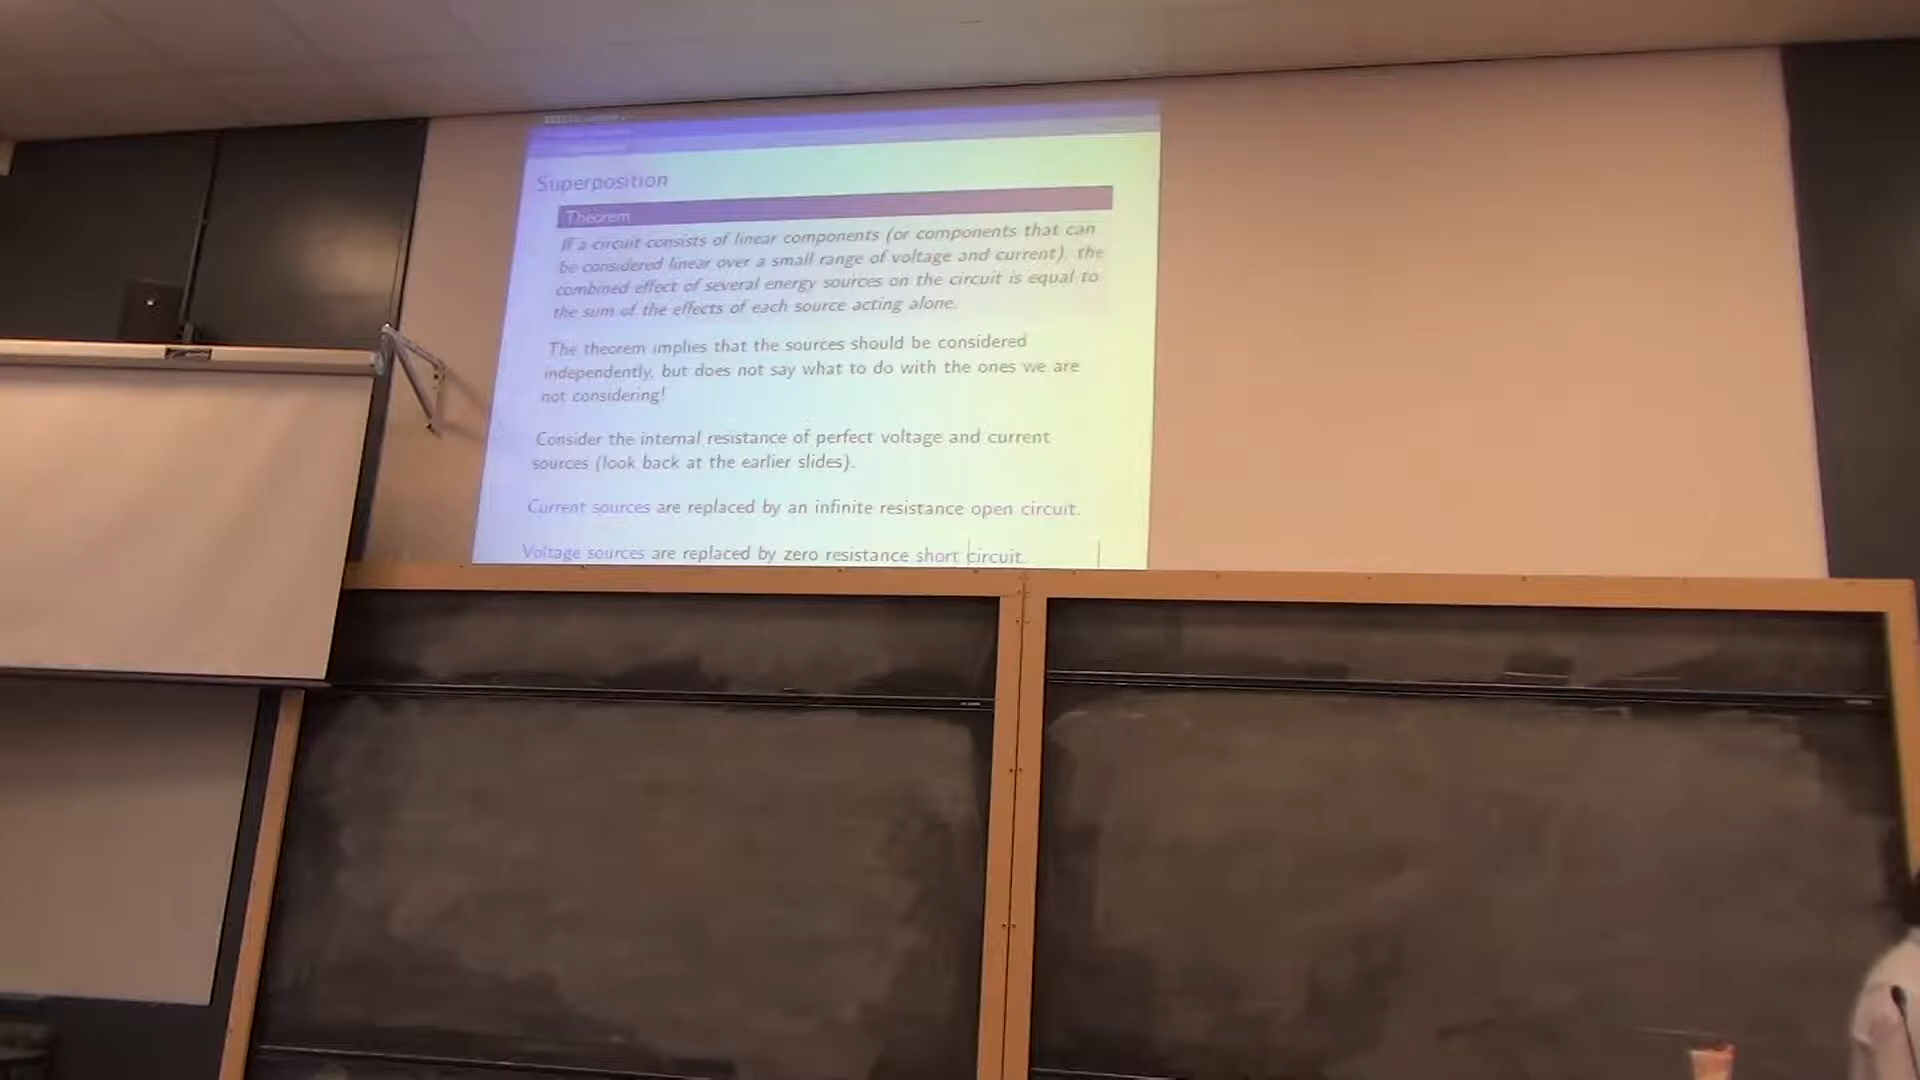 Superposition
Theorem
If a circuit consists of linear components (or components that can
be considered linear over a small range of voltage and current), the
combined effect of several energy sources on the circuit is equal to
the sum of the effects of each source acting alone.
The theorem implies that the sources should be considered
independently, but does not say what to do with the ones we are
not considering!
Consider the internal resistance of perfect voltage and current
sources (look back at the earlier slides).
Current sources are replaced by an infinite resistance open circuit.
Voltage sources are replaced by zero resistance short circuit.